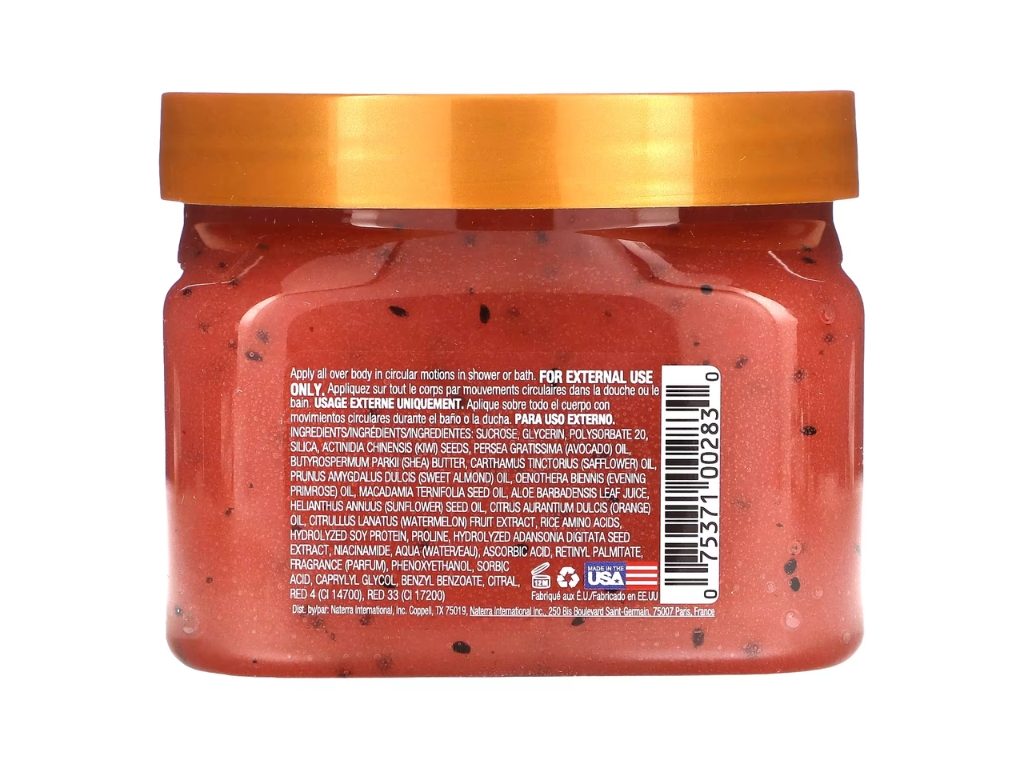 Apply all over body in circular motions in shower or bath. FOR EXTERNAL USE
ONLY. Appliquez sur tout le corps par mouvements circulaires dans la douche ou le
bain. USAGE EXTERNE UNIQUEMENT. Aplique sobre todo el cuerpo con
movimientos circulares durante el baño o la ducha. PARA USO EXTERNO.
INGREDIENTS/INGRÉDIENTS/INGREDIENTES: SUCROSE, GLYCERIN, POLYSORBATE 20,
SILICA, ACTINIDIA CHINENSIS (KIWI) SEEDS, PERSEA GRATISSIMA (AVOCADO) OIL,
BUTYROSPERMUM PARKII (SHEA) BUTTER, CARTHAMUS TINCTORIUS (SAFFLOWER) OIL,
PRUNUS AMYGDALUS DULCIS (SWEET ALMOND) OIL, OENOTHERA BIENNIS (EVENING
PRIMROSE) OIL, MACADAMIA TERNIFOLIA SEED OIL, ALOE BARBADENSIS LEAF JUICE,
HELIANTHUS ANNUUS (SUNFLOWER) SEED OIL, CITRUS AURANTIUM DULCIS (ORANGE)
OIL, CITRULLUS LANATUS (WATERMELON) FRUIT EXTRACT, RICE AMINO ACIDS,
HYDROLYZED SOY PROTEIN, PROLINE, HYDROLYZED ADANSONIA DIGITATA SEED
EXTRACT, NIACINAMIDE, AQUA (WATER/EAU), ASCORBIC ACID, RETINYL PALMITATE,
FRAGRANCE (PARFUM), PHENOXYETHANOL, SORBIC
ACID, CAPRYLYL GLYCOL, BENZYL BENZOATE, CITRAL,
RED 4 (CI 14700), RED 33 (CI 17200)
12M
MADE IN THE
USA
Fabriqué aux É.U./Fabricado en EE.UU
Dist. by/par: Naterra International, Inc. Coppell, TX 75019, Naterra International Inc., 250 Bis Boulevard Saint-Germain, 75007 Paris, France
0 75371 00283 0